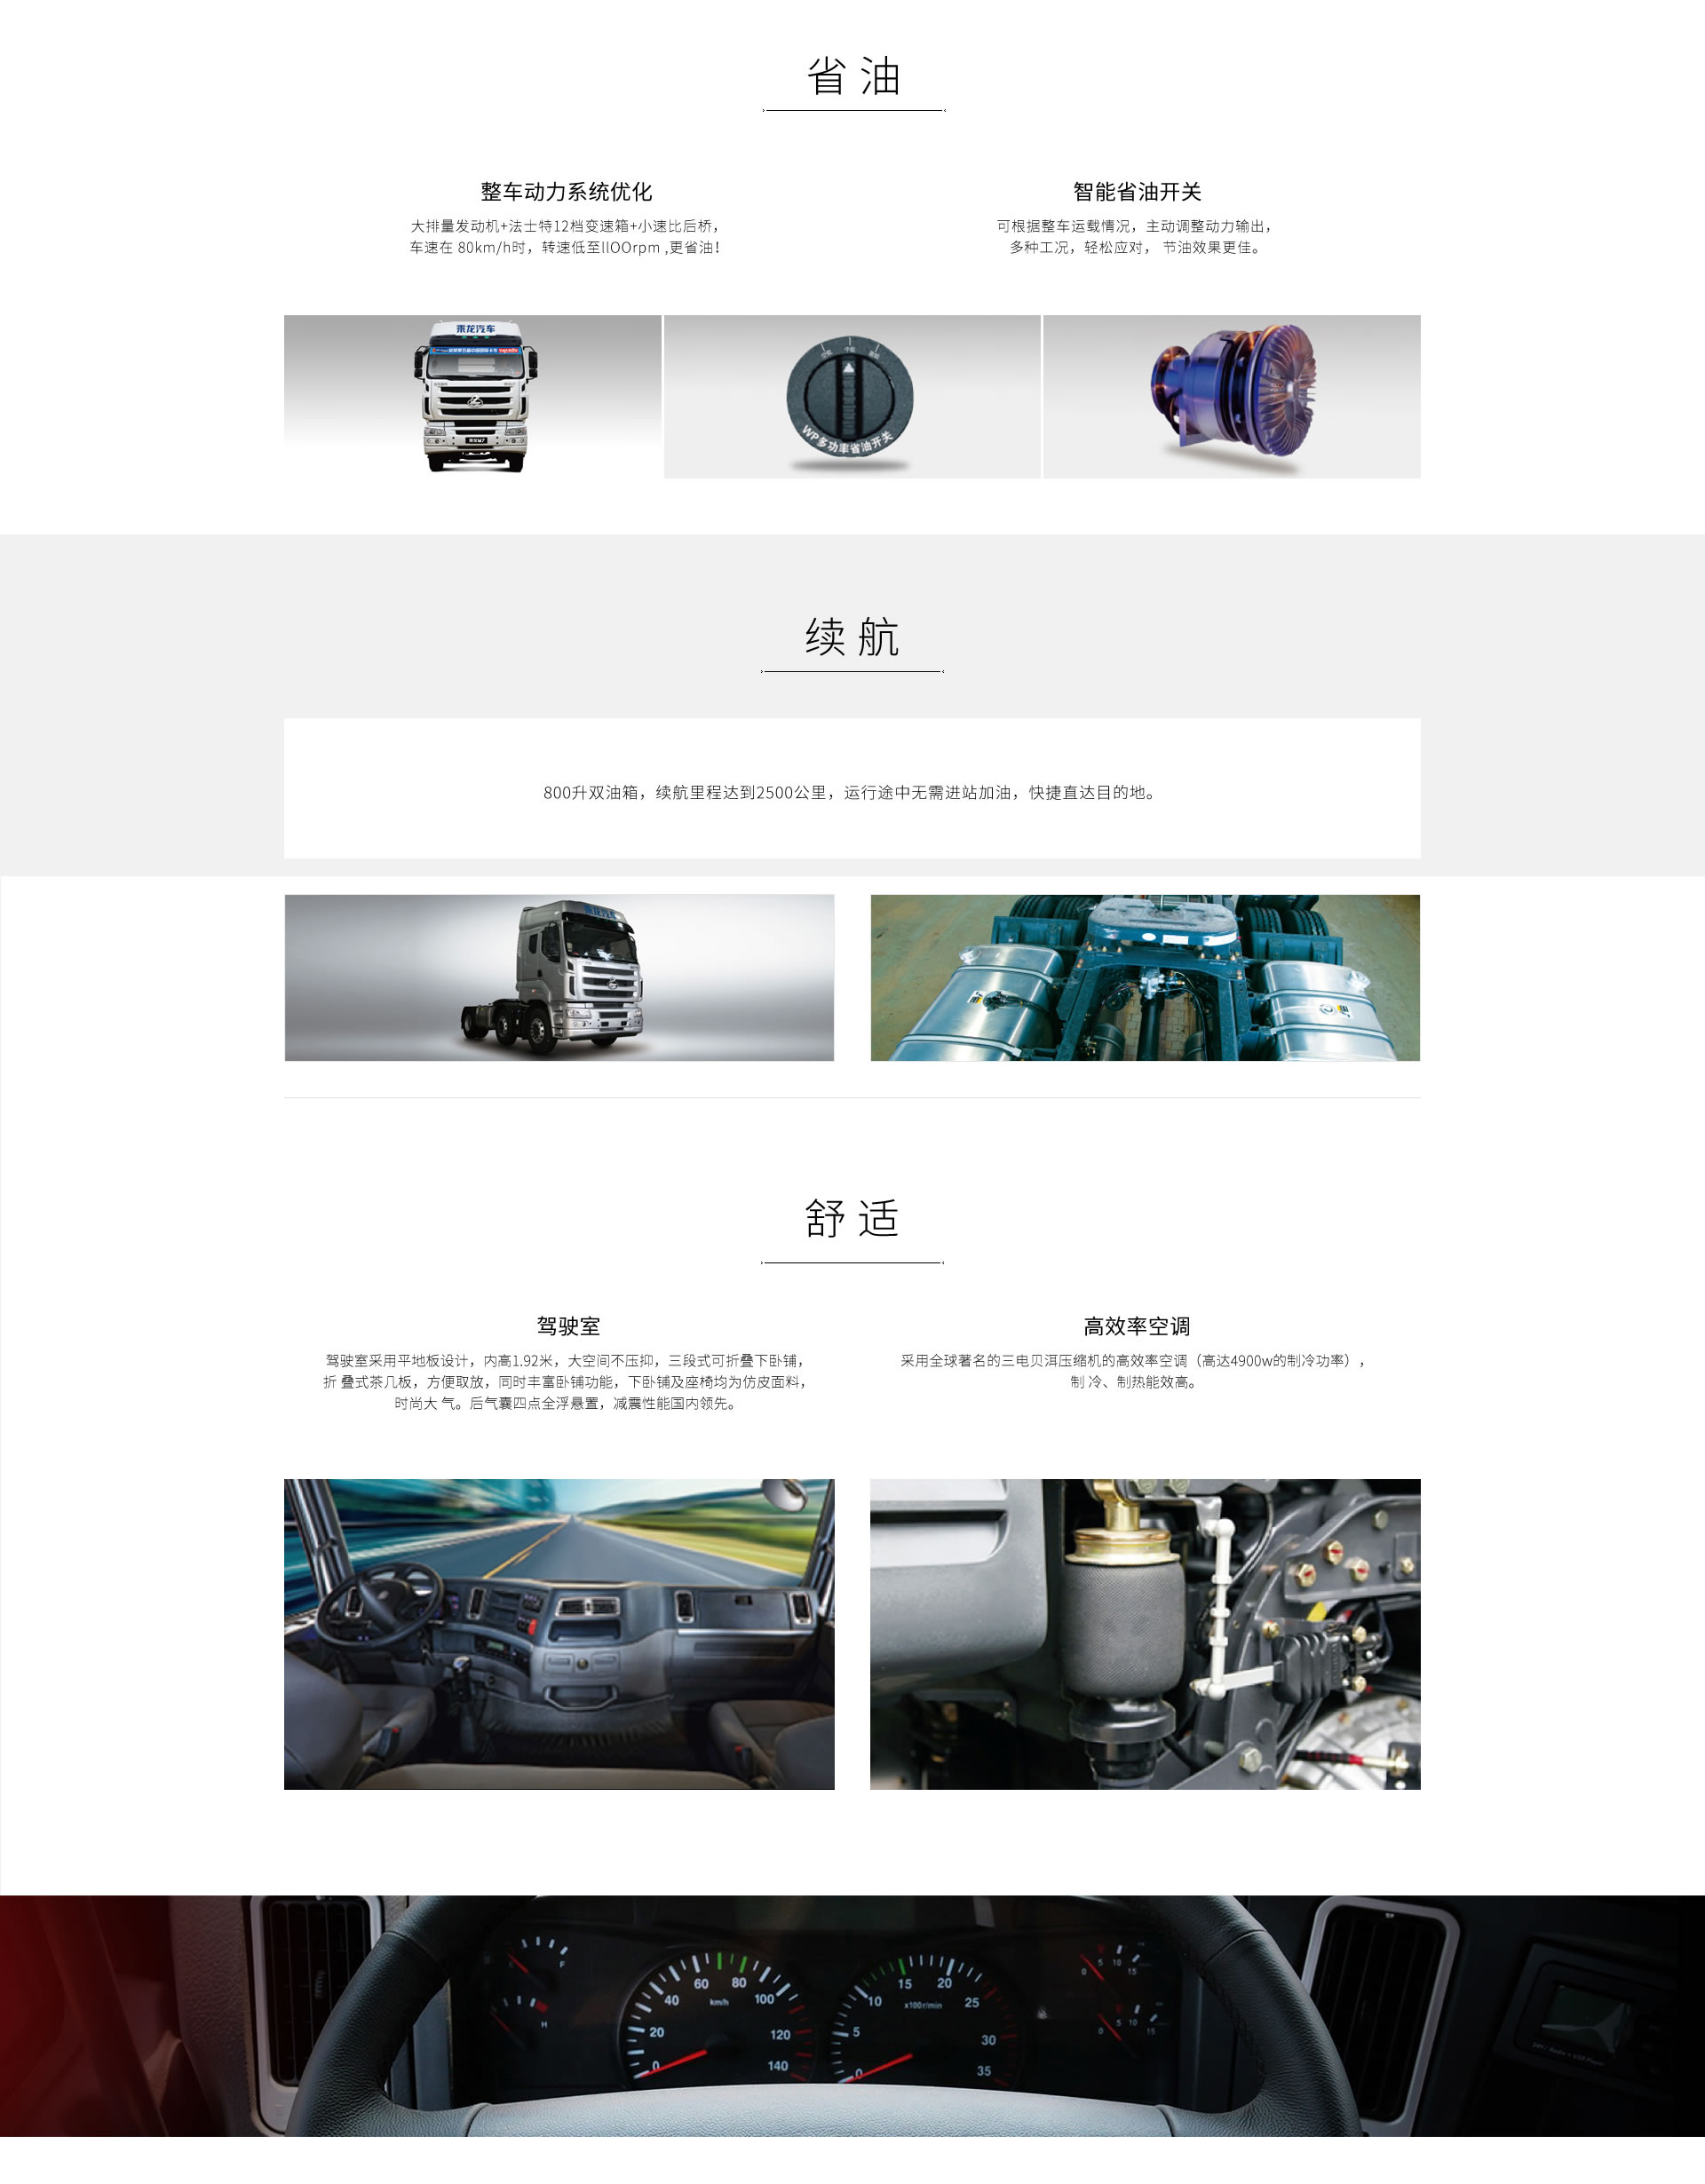 省油
整车动力系统优化
大排量发动机+法士特12档变速箱+小速比后桥，
车速在 80km/h时，转速低至llOOrpm ,更省油！
智能省油开关
可根据整车运载情况，主动调整动力输出，
多种工况，轻松应对， 节油效果更佳。
乘龙汽车
WP多功率省油开关
续航
800升双油箱，续航里程达到2500公里，运行途中无需进站加油，快捷直达目的地。
乘龙汽车
舒适
驾驶室
驾驶室采用平地板设计，内高1.92米，大空间不压抑，三段式可折叠下卧铺，
折 叠式茶几板，方便取放，同时丰富卧铺功能，下卧铺及座椅均为仿皮面料，
时尚大 气。后气囊四点全浮悬置，减震性能国内领先。
高效率空调
采用全球著名的三电贝洱压缩机的高效率空调（高达4900w的制冷功率），
制 冷、制热能效高。
E F
H
0 20 40 60 80 100 120 140
km/h
0 5 10 15 20 25 30 35
x100r/min
0 5 10 15
0 5 10 15